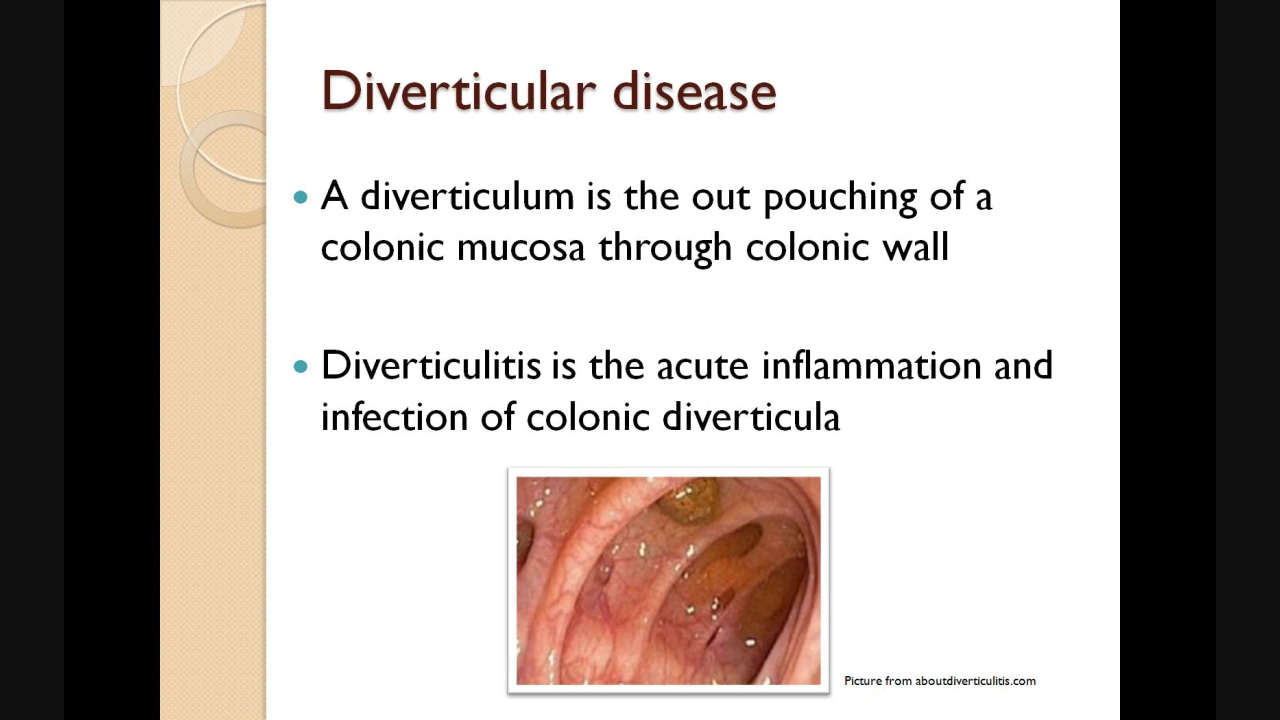 Diverticular disease
• A diverticulum is the out pouching of a
colonic mucosa through colonic wall
• Diverticulitis is the acute inflammation and
infection of colonic diverticula
Picture from aboutdiverticulitis.com